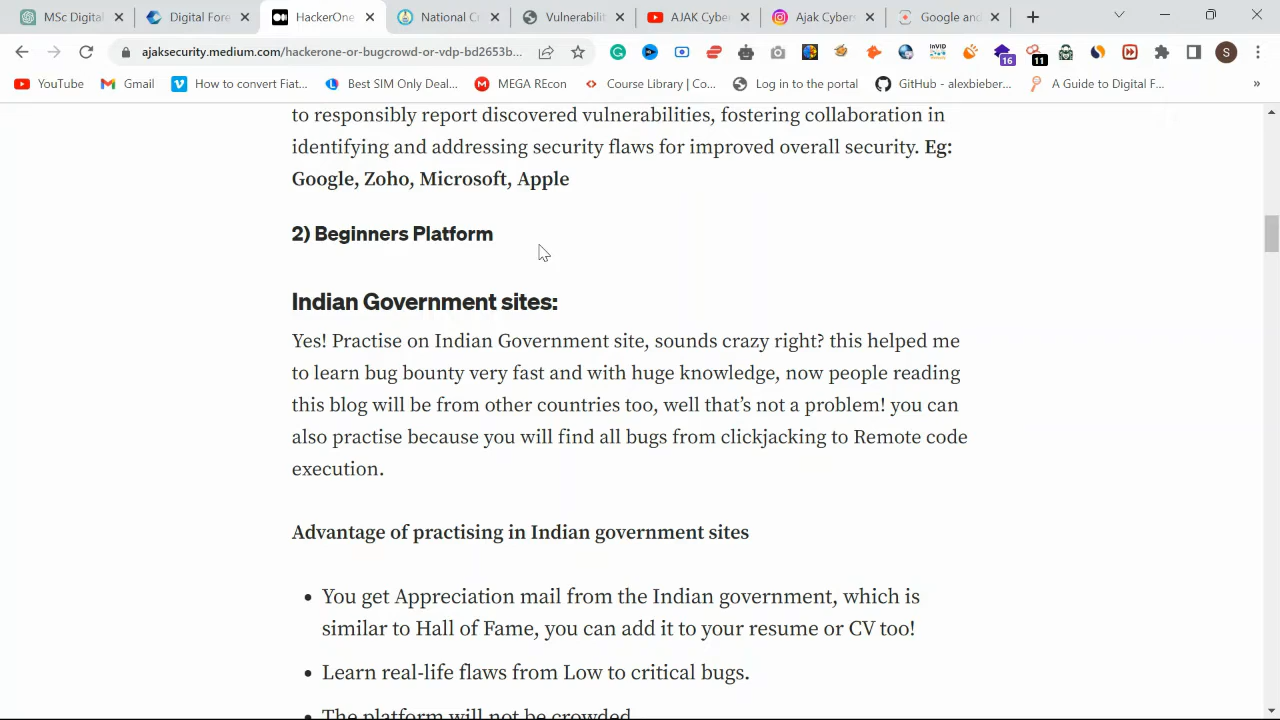 MSc Digital
Digital Fore
HackerOne
National Cr
Vulnerabilit
AJAK Cyber
Ajak Cybers
Google and
ajaksecurity.medium.com/hackerone-or-bugcrowd-or-vdp-bd2653b...
16
11
S
YouTube
Gmail
How to convert Fiat...
Best SIM Only Deal...
MEGA REcon
Course Library | Co...
Log in to the portal
GitHub - alexbieber...
A Guide to Digital F...
»
to responsibly report discovered vulnerabilities, fostering collaboration in
identifying and addressing security flaws for improved overall security. Eg:
Google, Zoho, Microsoft, Apple
2) Beginners Platform
Indian Government sites:
Yes! Practise on Indian Government site, sounds crazy right? this helped me
to learn bug bounty very fast and with huge knowledge, now people reading
this blog will be from other countries too, well that’s not a problem! you can
also practise because you will find all bugs from clickjacking to Remote code
execution.
Advantage of practising in Indian government sites
• You get Appreciation mail from the Indian government, which is
similar to Hall of Fame, you can add it to your resume or CV too!
• Learn real-life flaws from Low to critical bugs.
• The platform will not be crowded